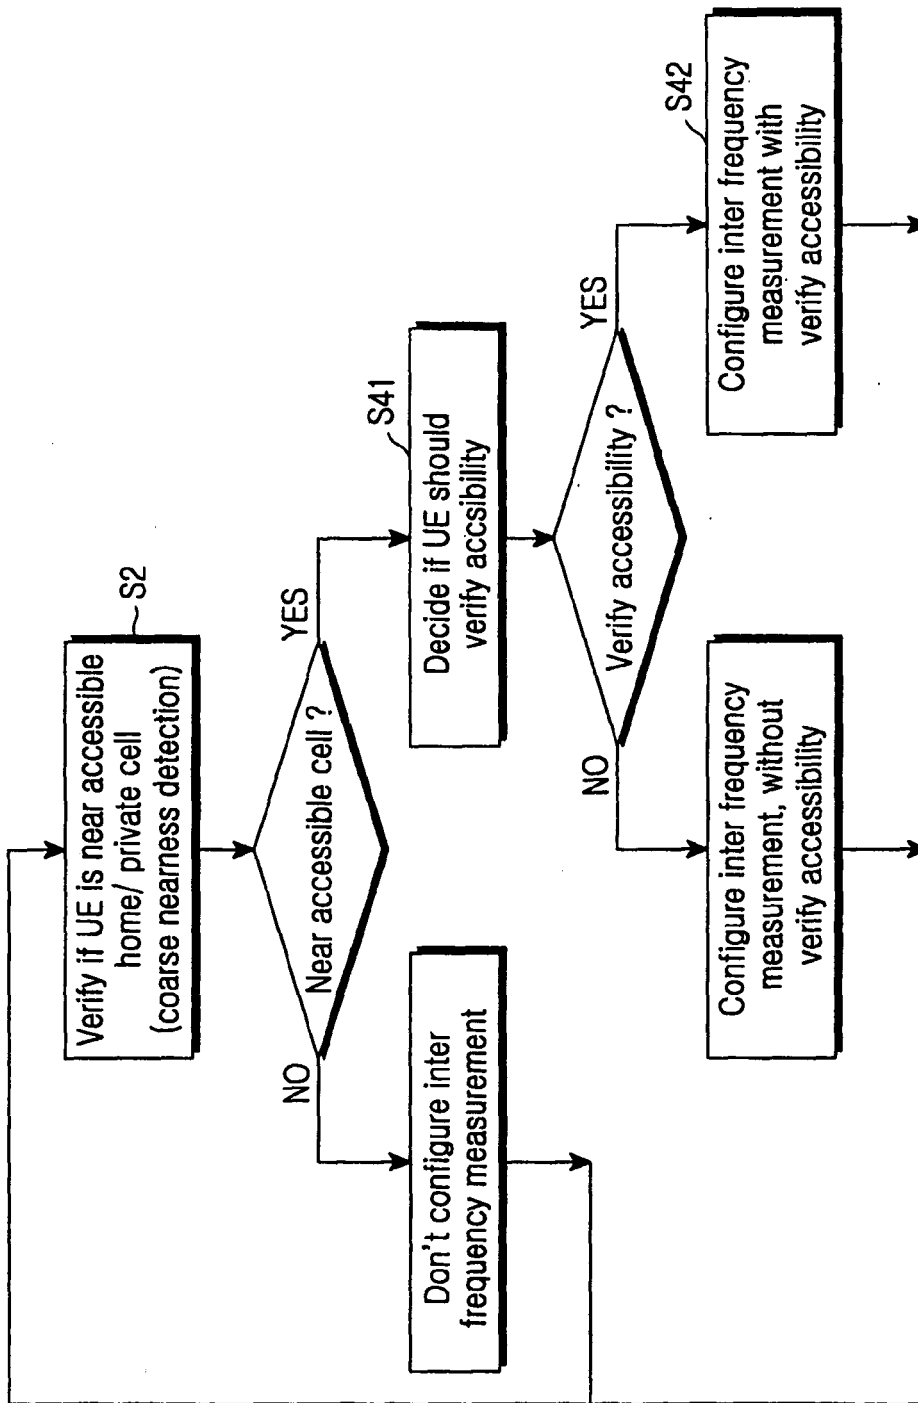 S2
Verify if UE is near accessible
home/ private cell
(coarse nearness detection)
Near accessible cell ?
NO
YES
Don't configure inter
frequency measurement
S41
Decide if UE should
verify accsibility
Verify accessibility ?
NO
YES
Configure inter frequency
measurement, without
verify accessibility
S42
Configure inter frequency
measurement with
verify accessibility